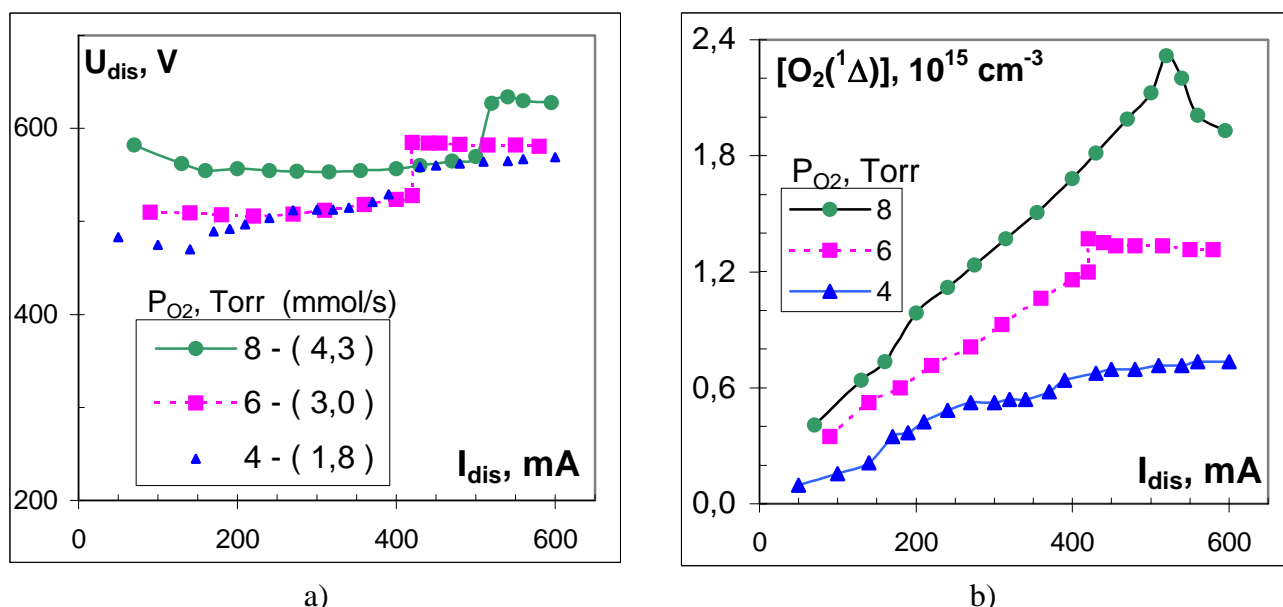 U_dis, V
600
400
200
P_O2, Torr (mmol/s)
8 - ( 4,3 )
6 - ( 3,0 )
4 - ( 1,8 )
I_dis, mA
0 200 400 600
a)
2,4
[O_2(^1Δ)], 10^15 cm^-3
1,8
P_O2, Torr
8
6
4
1,2
0,6
I_dis, mA
0,0
0 200 400 600
b)